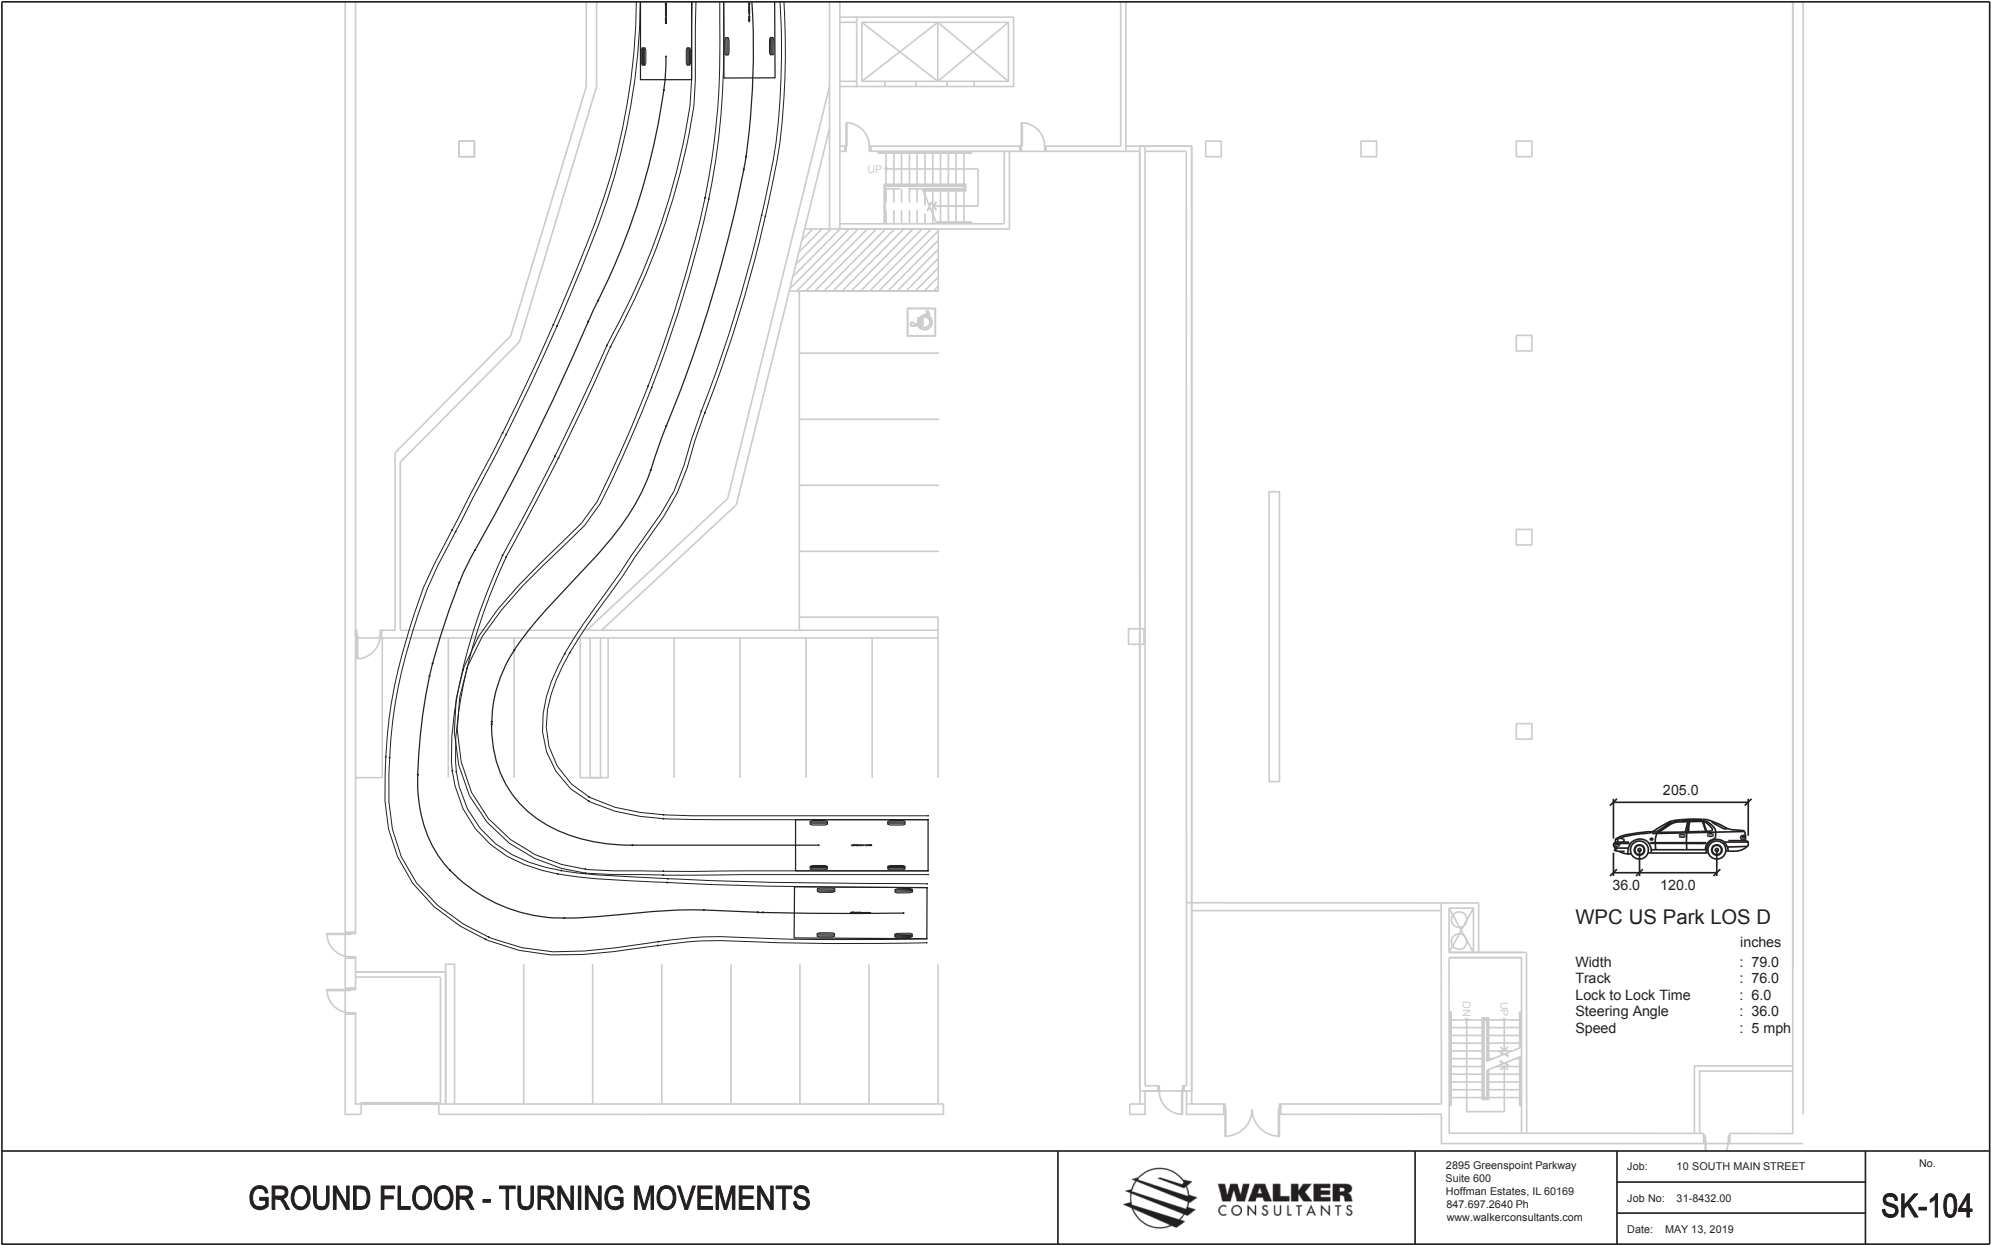 UP
205.0
36.0 120.0
WPC US Park LOS D
inches
Width : 79.0
Track : 76.0
Lock to Lock Time : 6.0
Steering Angle : 36.0
Speed : 5 mph
DN UP
GROUND FLOOR - TURNING MOVEMENTS
WALKER
CONSULTANTS
2895 Greenspoint Parkway
Suite 600
Hoffman Estates, IL 60169
847.697.2640 Ph
www.walkerconsultants.com
Job: 10 SOUTH MAIN STREET
Job No: 31-8432.00
Date: MAY 13, 2019
No.
SK-104